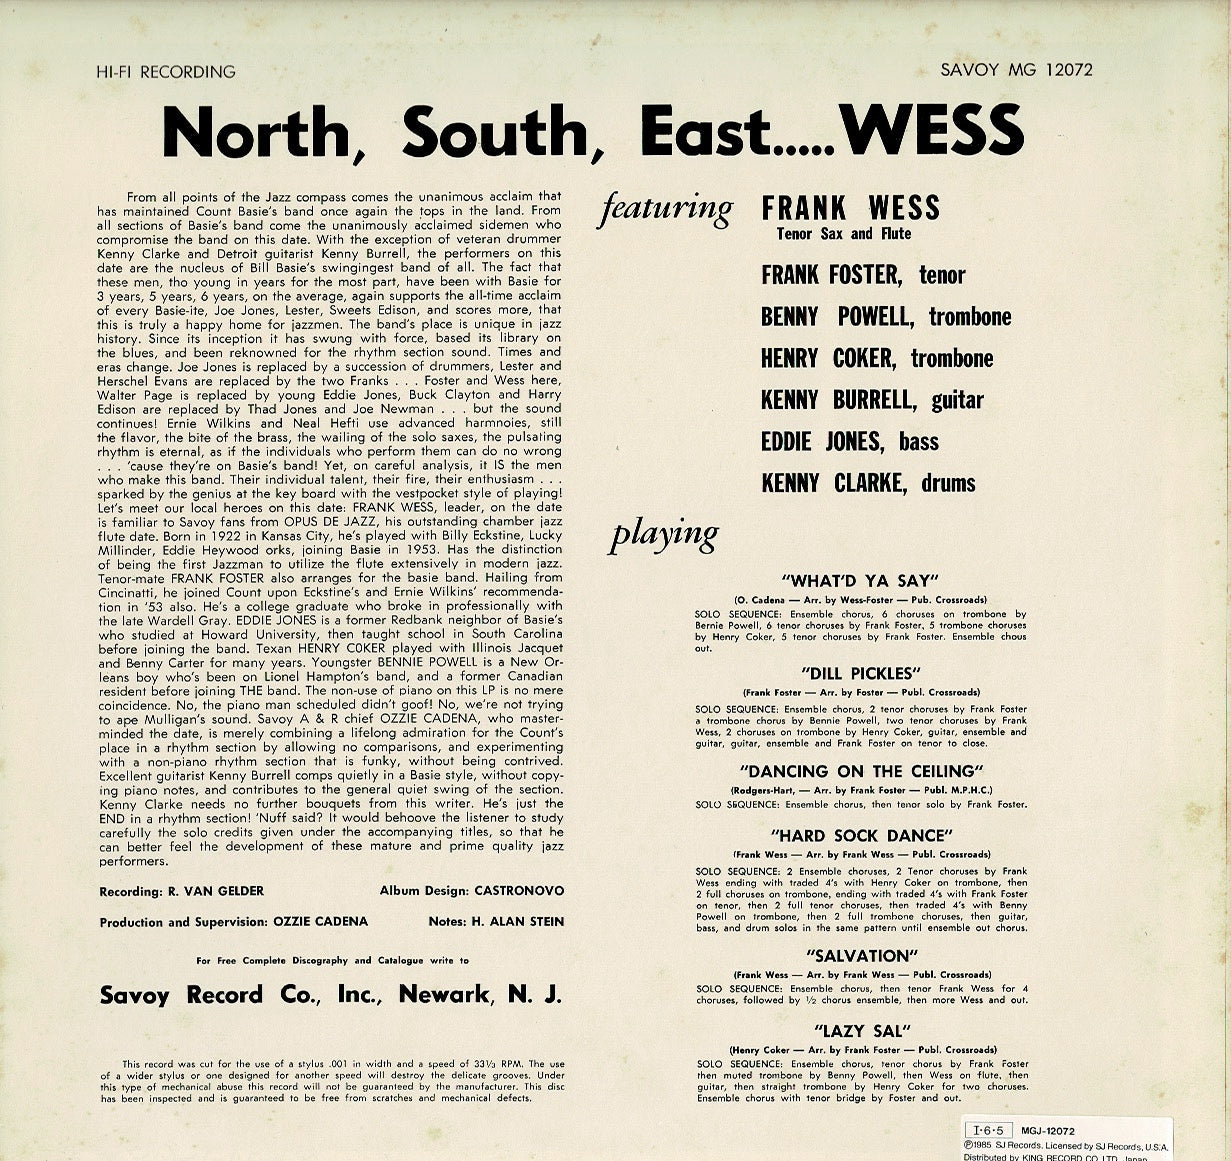 HI-FI RECORDING
SAVOY MG 12072
North, South, East.....WESS
From all points of the Jazz compass comes the unanimous acclaim that
has maintained Count Basie's band once again the tops in the land. From
all sections of Basie's band come the unanimously acclaimed sidemen who
compromise the band on this date. With the exception of veteran drummer
Kenny Clarke and Detroit guitarist Kenny Burrell, the performers on this
date are the nucleus of Bill Basie's swingingest band of all. The fact that
these men, tho young in years for the most part, have been with Basie for
3 years, 5 years, 6 years, on the average, again supports the all-time acclaim
of every Basie-ite, Joe Jones, Lester, Sweets Edison, and scores more, that
this is truly a happy home for jazzmen. The band's place is unique in jazz
history. Since its inception it has swung with force, based its library on
the blues, and been reknowned for the rhythm section sound. Times and
eras change. Joe Jones is replaced by a succession of drummers, Lester and
Herschel Evans are replaced by the two Franks . . . Foster and Wess here,
Walter Page is replaced by young Eddie Jones, Buck Clayton and Harry
Edison are replaced by Thad Jones and Joe Newman . . . but the sound
continues! Ernie Wilkins and Neal Hefti use advanced harmnoies, still
the flavor, the bite of the brass, the wailing of the solo saxes, the pulsating
rhythm is eternal, as if the individuals who perform them can do no wrong
. . . 'cause they're on Basie's band! Yet, on careful analysis, it IS the men
who make this band. Their individual talent, their fire, their enthusiasm . . .
sparked by the genius at the key board with the vestpocket style of playing!
Let's meet our local heroes on this date: FRANK WESS, leader, on the date
is familiar to Savoy fans from OPUS DE JAZZ, his outstanding chamber jazz
flute date. Born in 1922 in Kansas City, he's played with Billy Eckstine, Lucky
Millinder, Eddie Heywood orks, joining Basie in 1953. Has the distinction
of being the first Jazzman to utilize the flute extensively in modern jazz.
Tenor-mate FRANK FOSTER also arranges for the basie band. Hailing from
Cincinatti, he joined Count upon Eckstine's and Ernie Wilkins' recommenda-
tion in '53 also. He's a college graduate who broke in professionally with
the late Wardell Gray. EDDIE JONES is a former Redbank neighbor of Basie's
who studied at Howard University, then taught school in South Carolina
before joining the band. Texan HENRY COKER played with Illinois Jacquet
and Benny Carter for many years. Youngster BENNIE POWELL is a New Or-
leans boy who's been on Lionel Hampton's band, and a former Canadian
resident before joining THE band. The non-use of piano on this LP is no mere
coincidence. No, the piano man scheduled didn't goof! No, we're not trying
to ape Mulligan's sound. Savoy A & R chief OZZIE CADENA, who master-
minded the date, is merely combining a lifelong admiration for the Count's
place in a rhythm section by allowing no comparisons, and experimenting
with a non-piano rhythm section that is funky, without being contrived.
Excellent guitarist Kenny Burrell comps quietly in a Basie style, without copy-
ing piano notes, and contributes to the general quiet swing of the section.
Kenny Clarke needs no further bouquets from this writer. He's just the
END in a rhythm section! 'Nuff said? It would behoove the listener to study
carefully the solo credits given under the accompanying titles, so that he
can better feel the development of these mature and prime quality jazz
performers.
Recording: R. VAN GELDER
Album Design: CASTRONOVO
Production and Supervision: OZZIE CADENA
Notes: H. ALAN STEIN
For Free Complete Discography and Catalogue write to
Savoy Record Co., Inc., Newark, N. J.
This record was cut for the use of a stylus .001 in width and a speed of 33⅓ RPM. The use
of a wider stylus or one designed for another speed will destroy the delicate grooves. Under
this type of mechanical abuse this record will not be guaranteed by the manufacturer. This disc
has been inspected and is guaranteed to be free from scratches and mechanical defects.
featuring FRANK WESS
Tenor Sax and Flute
FRANK FOSTER, tenor
BENNY POWELL, trombone
HENRY COKER, trombone
KENNY BURRELL, guitar
EDDIE JONES, bass
KENNY CLARKE, drums
playing
"WHAT'D YA SAY"
(O. Cadena — Arr. by Wess-Foster — Pub. Crossroads)
SOLO SEQUENCE: Ensemble chorus, 6 choruses on trombone by
Bernie Powell, 6 tenor choruses by Frank Foster, 5 trombone choruses
by Henry Coker, 5 tenor choruses by Frank Foster. Ensemble chous
out.
"DILL PICKLES"
(Frank Foster — Arr. by Foster — Publ. Crossroads)
SOLO SEQUENCE: Ensemble chorus, 2 tenor choruses by Frank Foster
a trombone chorus by Bennie Powell, two tenor choruses by Frank
Wess, 2 choruses on trombone by Henry Coker, guitar, ensemble and
guitar, guitar, ensemble and Frank Foster on tenor to close.
"DANCING ON THE CEILING"
(Rodgers-Hart, — Arr. by Frank Foster — Publ. M.P.H.C.)
SOLO SEQUENCE: Ensemble chorus, then tenor solo by Frank Foster.
"HARD SOCK DANCE"
(Frank Wess — Arr. by Frank Wess — Publ. Crossroads)
SOLO SEQUENCE: 2 Ensemble choruses, 2 Tenor choruses by Frank
Wess ending with traded 4's with Henry Coker on trombone, then
2 full choruses on trombone, ending with traded 4's with Frank Foster
on tenor, then 2 full tenor choruses, then traded 4's with Benny
Powell on trombone, then 2 full trombone choruses, then guitar,
bass, and drum solos in the same pattern until ensemble out chorus.
"SALVATION"
(Frank Wess — Arr. by Frank Wess — Publ. Crossroads)
SOLO SEQUENCE: Ensemble chorus, then tenor Frank Wess for 4
choruses, followed by ½ chorus ensemble, then more Wess and out.
"LAZY SAL"
(Henry Coker — Arr. by Frank Foster — Publ. Crossroads)
SOLO SEQUENCE: Ensemble chorus, tenor chorus by Frank Foster
then muted trombone by Benny Powell, then Wess on flute, then
guitar, then straight trombone by Henry Coker for two choruses.
Ensemble chorus with tenor bridge by Foster and out.
I·6·5 MGJ-12072
Ⓟ1985 SJ Records. Licensed by SJ Records, U.S.A.
Distributed by KING RECORD CO. LTD. Japan